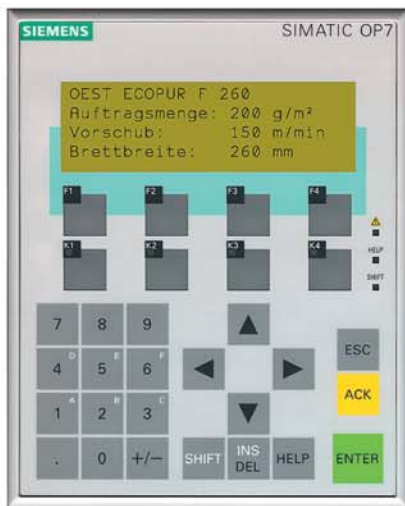 SIEMENS SIMATIC OP7
OEST ECOPUR F 260
Auftragsmenge: 200 g/m²
Vorschub: 150 m/min
Brettbreite: 260 mm
F1 F2 F3 F4
K1 K2 K3 K4
HELP
SHIFT
7 8 9
D E F
4 5 6
ESC
A B C
1 2 3
ACK
. 0 +/− SHIFT INS DEL HELP ENTER